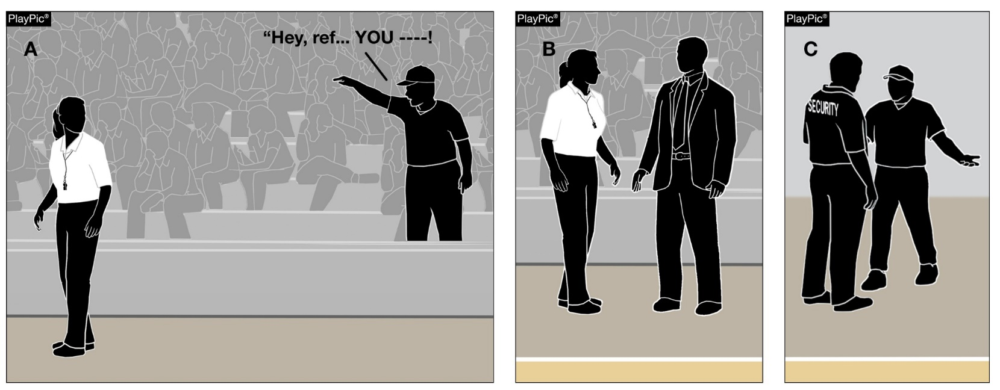 PlayPic®
A
“Hey, ref... YOU ----!
PlayPic®
B
PlayPic®
C
SECURITY